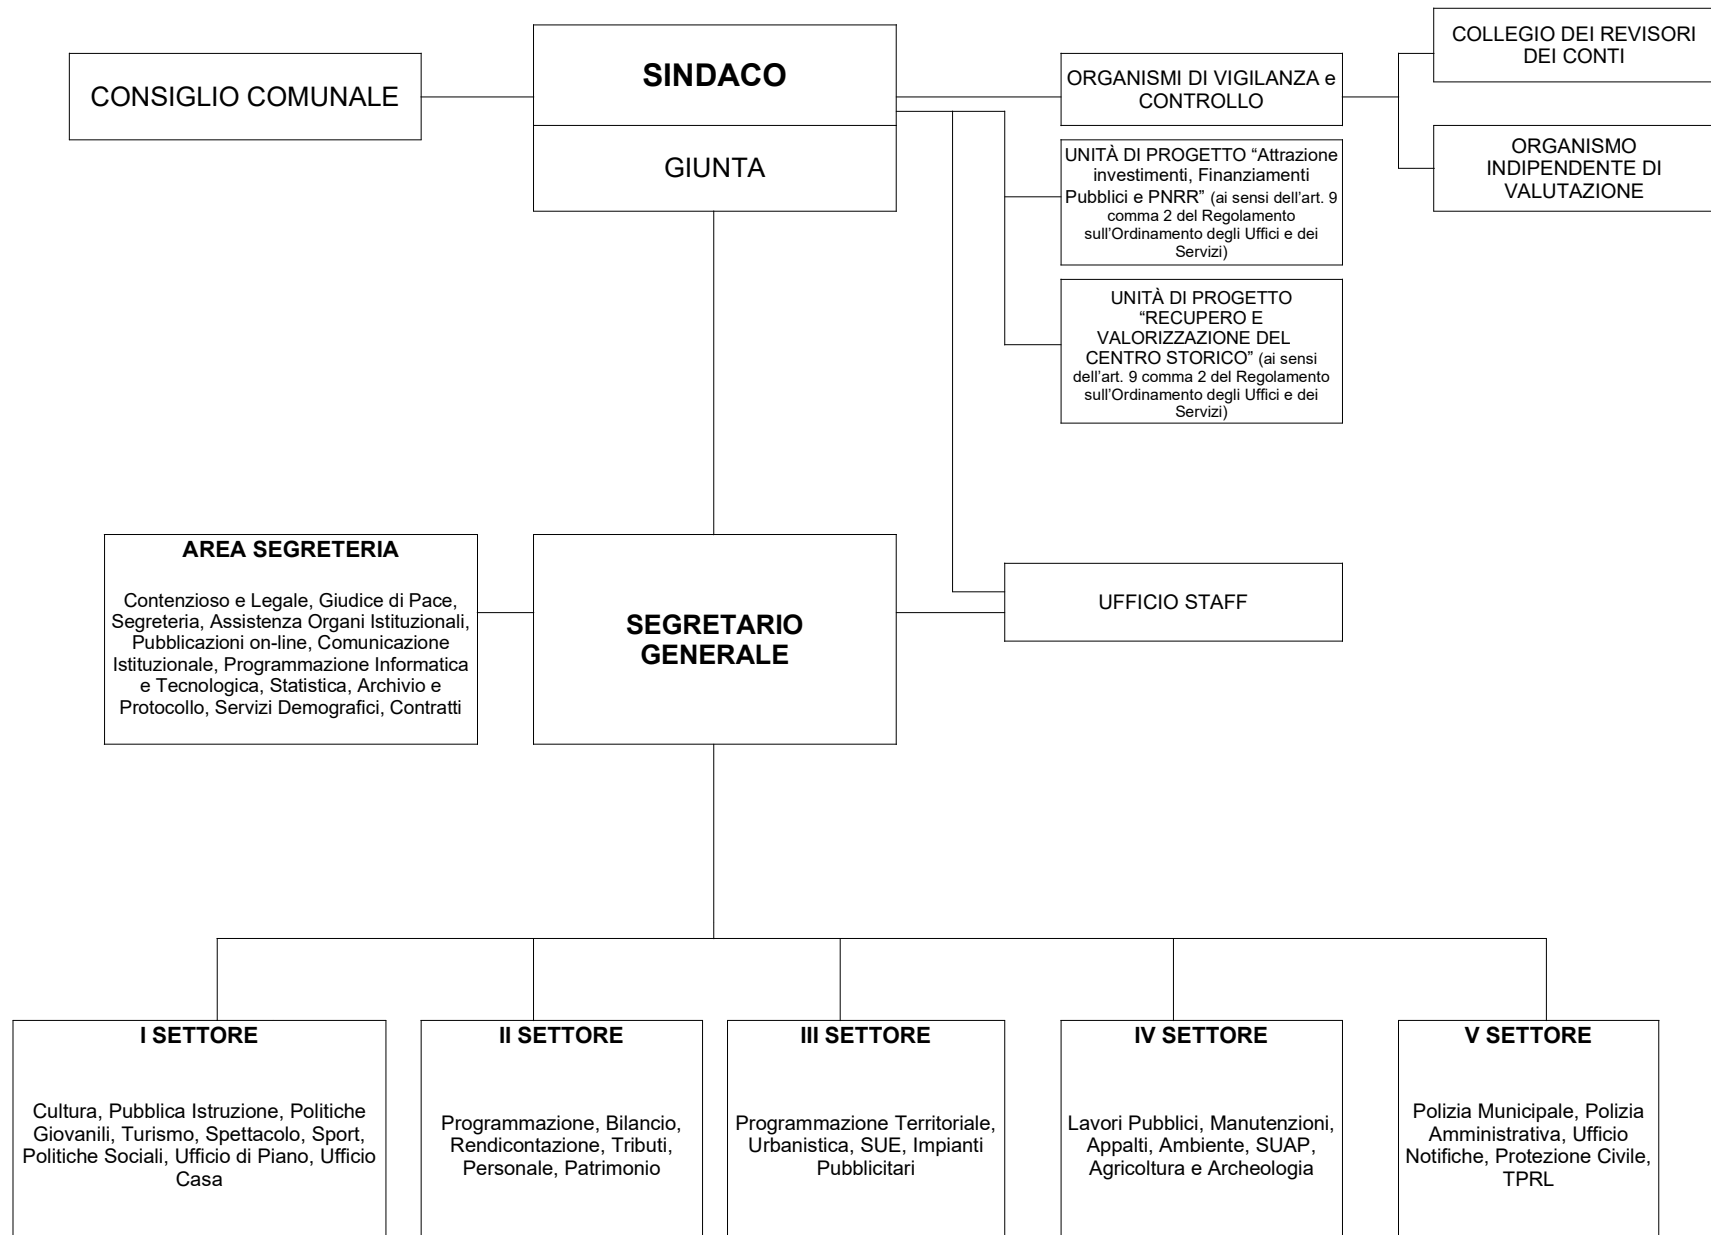 CONSIGLIO COMUNALE
SINDACO
GIUNTA
ORGANISMI DI VIGILANZA e
CONTROLLO
COLLEGIO DEI REVISORI
DEI CONTI
ORGANISMO
INDIPENDENTE DI
VALUTAZIONE
UNITÀ DI PROGETTO “Attrazione
investimenti, Finanziamenti
Pubblici e PNRR” (ai sensi dell’art. 9
comma 2 del Regolamento
sull’Ordinamento degli Uffici e dei
Servizi)
UNITÀ DI PROGETTO
“RECUPERO E
VALORIZZAZIONE DEL
CENTRO STORICO” (ai sensi
dell’art. 9 comma 2 del Regolamento
sull’Ordinamento degli Uffici e dei
Servizi)
AREA SEGRETERIA
Contenzioso e Legale, Giudice di Pace,
Segreteria, Assistenza Organi Istituzionali,
Pubblicazioni on-line, Comunicazione
Istituzionale, Programmazione Informatica
e Tecnologica, Statistica, Archivio e
Protocollo, Servizi Demografici, Contratti
SEGRETARIO
GENERALE
UFFICIO STAFF
I SETTORE
Cultura, Pubblica Istruzione, Politiche
Giovanili, Turismo, Spettacolo, Sport,
Politiche Sociali, Ufficio di Piano, Ufficio
Casa
II SETTORE
Programmazione, Bilancio,
Rendicontazione, Tributi,
Personale, Patrimonio
III SETTORE
Programmazione Territoriale,
Urbanistica, SUE, Impianti
Pubblicitari
IV SETTORE
Lavori Pubblici, Manutenzioni,
Appalti, Ambiente, SUAP,
Agricoltura e Archeologia
V SETTORE
Polizia Municipale, Polizia
Amministrativa, Ufficio
Notifiche, Protezione Civile,
TPRL